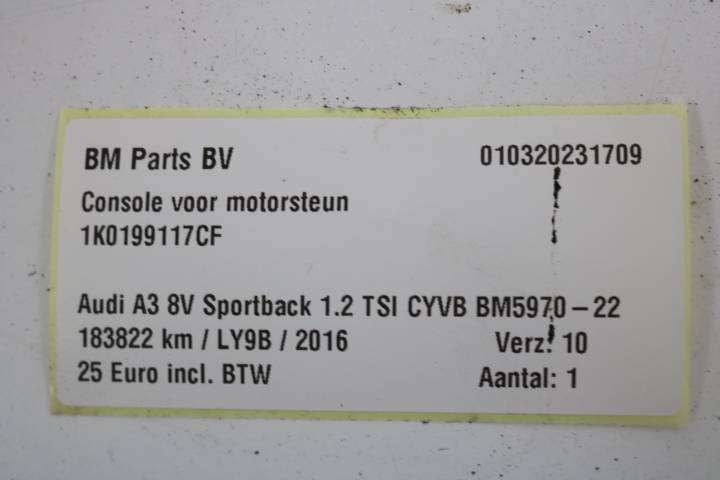 BM Parts BV 010320231709
Console voor motorsteun
1K0199117CF
Audi A3 8V Sportback 1.2 TSI CYVB BM5970-22
183822 km / LY9B / 2016 Verz: 10
25 Euro incl. BTW Aantal: 1